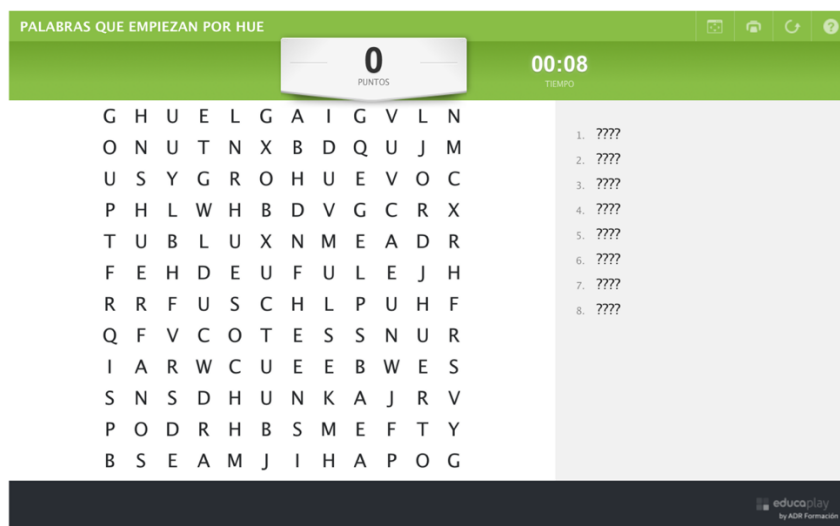 PALABRAS QUE EMPIEZAN POR HUE
0
PUNTOS
00:08
TIEMPO
G H U E L G A I G V L N
O N U T N X B D Q U J M
U S Y G R O H U E V O C
P H L W H B D V G C R X
T U B L U X N M E A D R
F E H D E U F U L E J H
R R F U S C H L P U H F
Q F V C O T E S S N U R
I A R W C U E E B W E S
S N S D H U N K A J R V
P O D R H B S M E F T Y
B S E A M J I H A P O G
1. ????
2. ????
3. ????
4. ????
5. ????
6. ????
7. ????
8. ????
educaplay
by ADR Formación